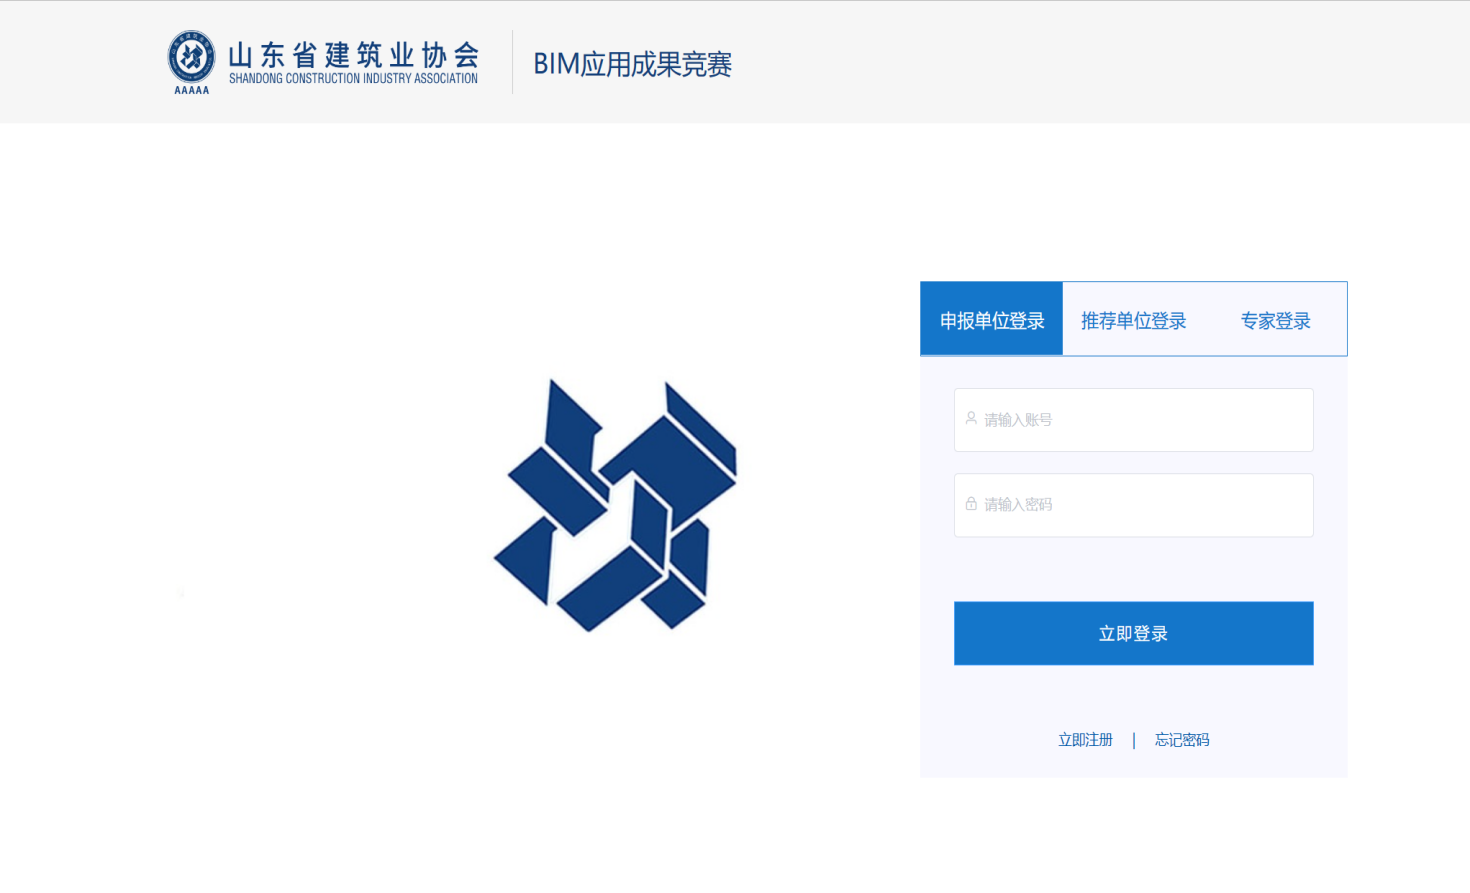 山东省建筑业协会
SHANDONG CONSTRUCTION INDUSTRY ASSOCIATION
AAAAA
BIM应用成果竞赛
申报单位登录 推荐单位登录 专家登录
请输入账号
请输入密码
立即登录
立即注册 | 忘记密码